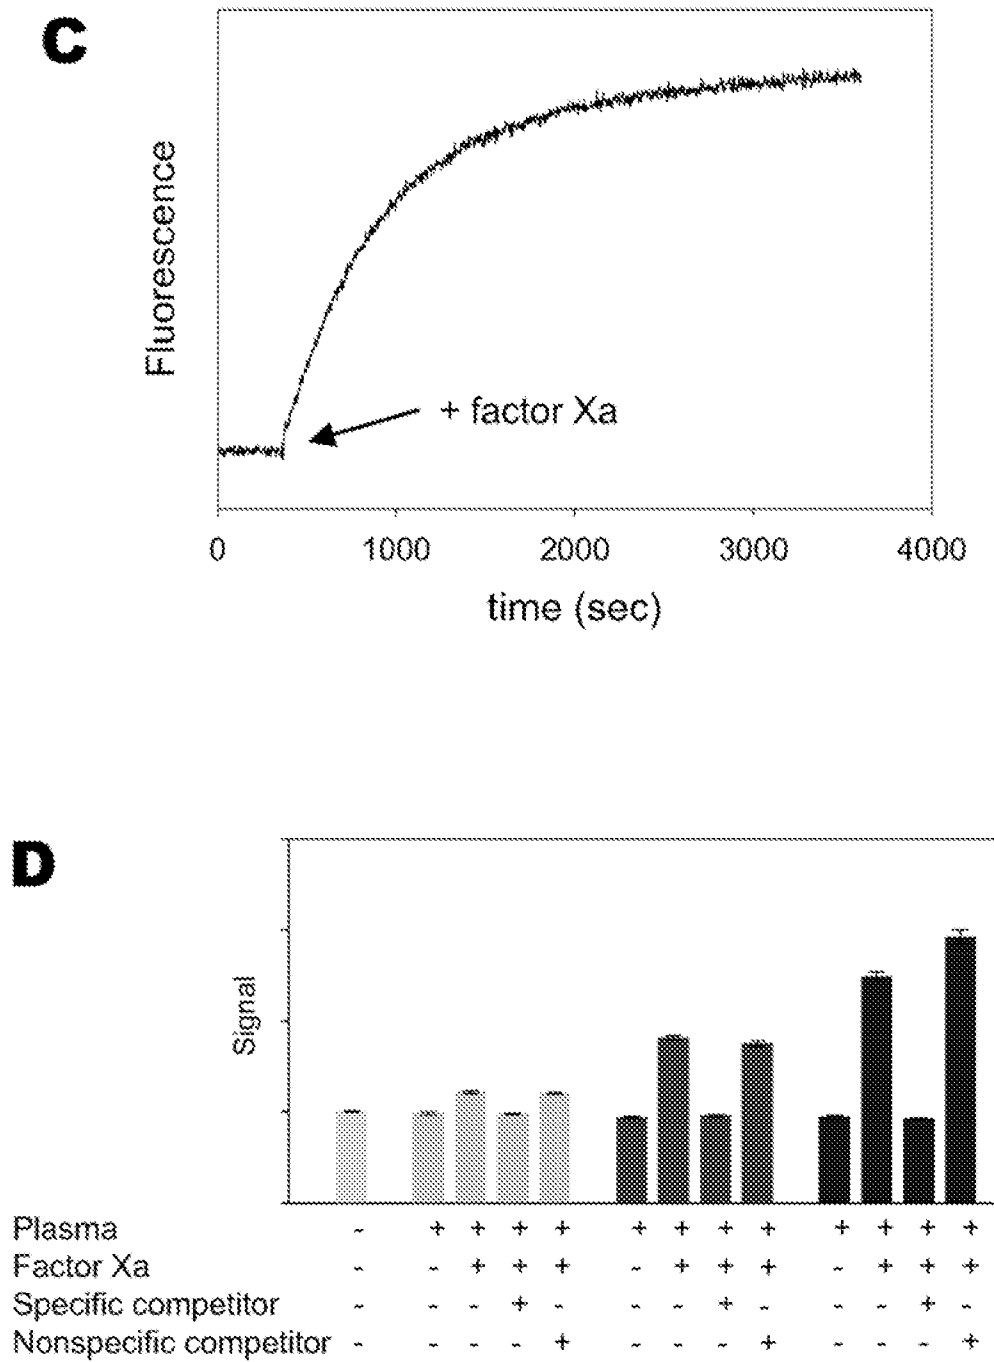 C
Fluorescence
+ factor Xa
0 1000 2000 3000 4000
time (sec)
D
Signal
Plasma - + + + + + + + + + + + +
Factor Xa - - + + + - + + + - + + +
Specific competitor - - - + - - - + - - - + -
Nonspecific competitor - - - - + - - - + - - - +